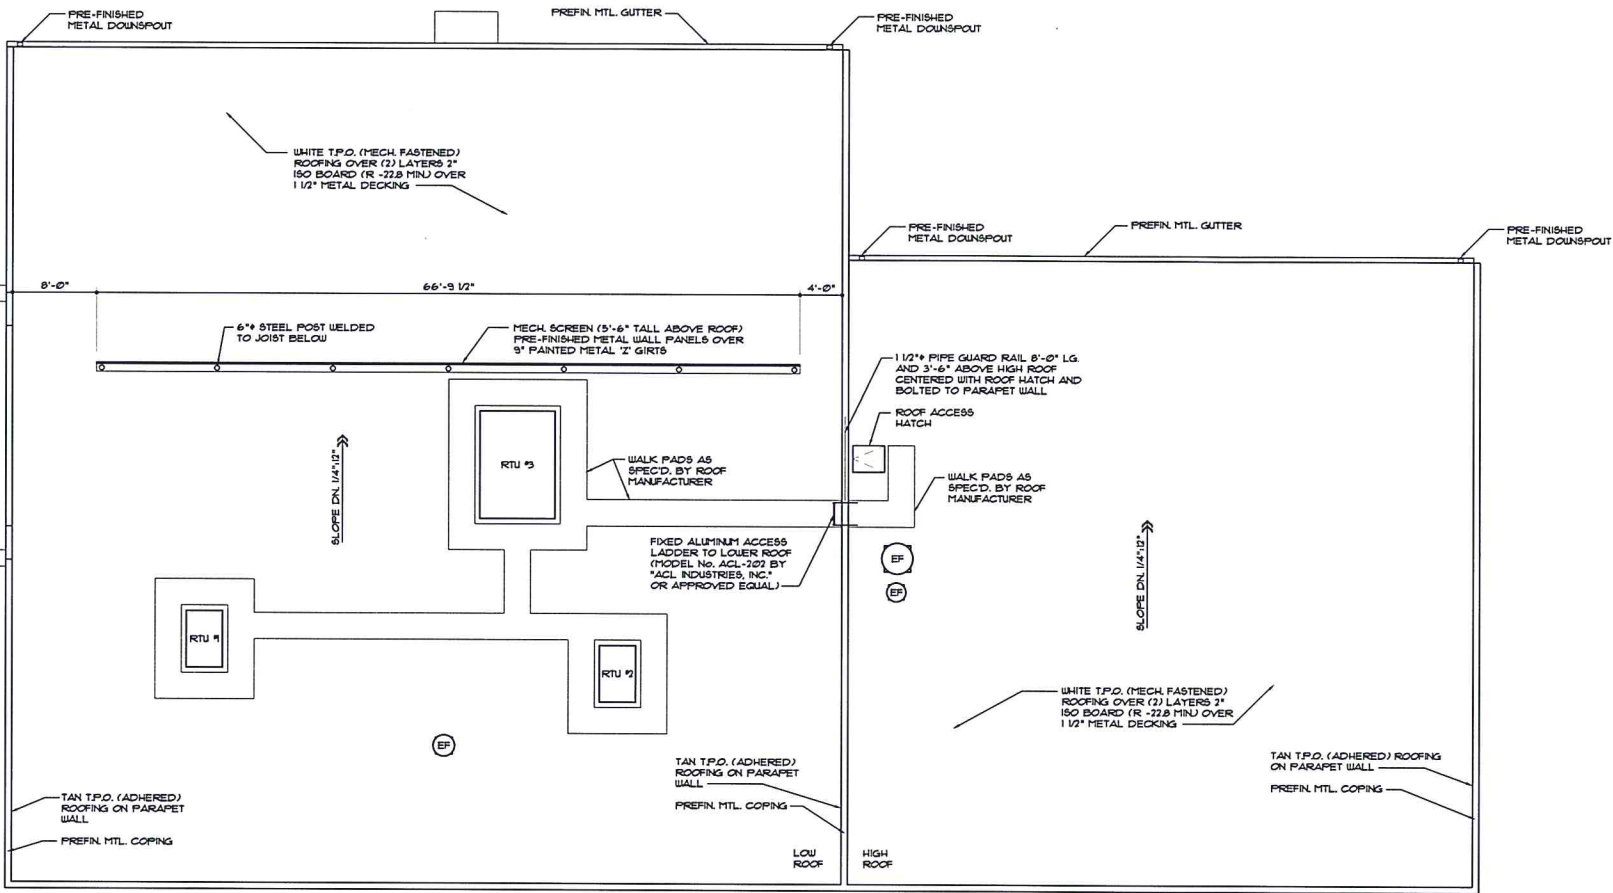 PRE-FINISHED
METAL DOWNSPOUT
PREFIN. MTL. GUTTER
PRE-FINISHED
METAL DOWNSPOUT
WHITE T.P.O. (MECH. FASTENED)
ROOFING OVER (2) LAYERS 2"
ISO BOARD (R -22.8 MIN.) OVER
1 1/2" METAL DECKING
PRE-FINISHED
METAL DOWNSPOUT
PREFIN. MTL. GUTTER
PRE-FINISHED
METAL DOWNSPOUT
8'-0"
66'-9 1/2"
4'-0"
6"ø STEEL POST WELDED
TO JOIST BELOW
MECH. SCREEN (5'-6" TALL ABOVE ROOF)
PRE-FINISHED METAL WALL PANELS OVER
9" PAINTED METAL 'Z' GIRTS
1 1/2"ø PIPE GUARD RAIL 8'-0" LG.
AND 3'-6" ABOVE HIGH ROOF
CENTERED WITH ROOF HATCH AND
BOLTED TO PARAPET WALL
ROOF ACCESS
HATCH
SLOPE DN. 1/4":12"
RTU #3
WALK PADS AS
SPEC'D. BY ROOF
MANUFACTURER
WALK PADS AS
SPEC'D. BY ROOF
MANUFACTURER
FIXED ALUMINUM ACCESS
LADDER TO LOWER ROOF
(MODEL No. ACL-202 BY
"ACL INDUSTRIES, INC."
OR APPROVED EQUAL)
EF
EF
SLOPE DN. 1/4":12"
RTU #1
RTU #2
EF
WHITE T.P.O. (MECH. FASTENED)
ROOFING OVER (2) LAYERS 2"
ISO BOARD (R -22.8 MIN.) OVER
1 1/2" METAL DECKING
TAN T.P.O. (ADHERED)
ROOFING ON PARAPET
WALL
PREFIN. MTL. COPING
TAN T.P.O. (ADHERED) ROOFING
ON PARAPET WALL
PREFIN. MTL. COPING
TAN T.P.O. (ADHERED)
ROOFING ON PARAPET
WALL
PREFIN. MTL. COPING
LOW
ROOF
HIGH
ROOF